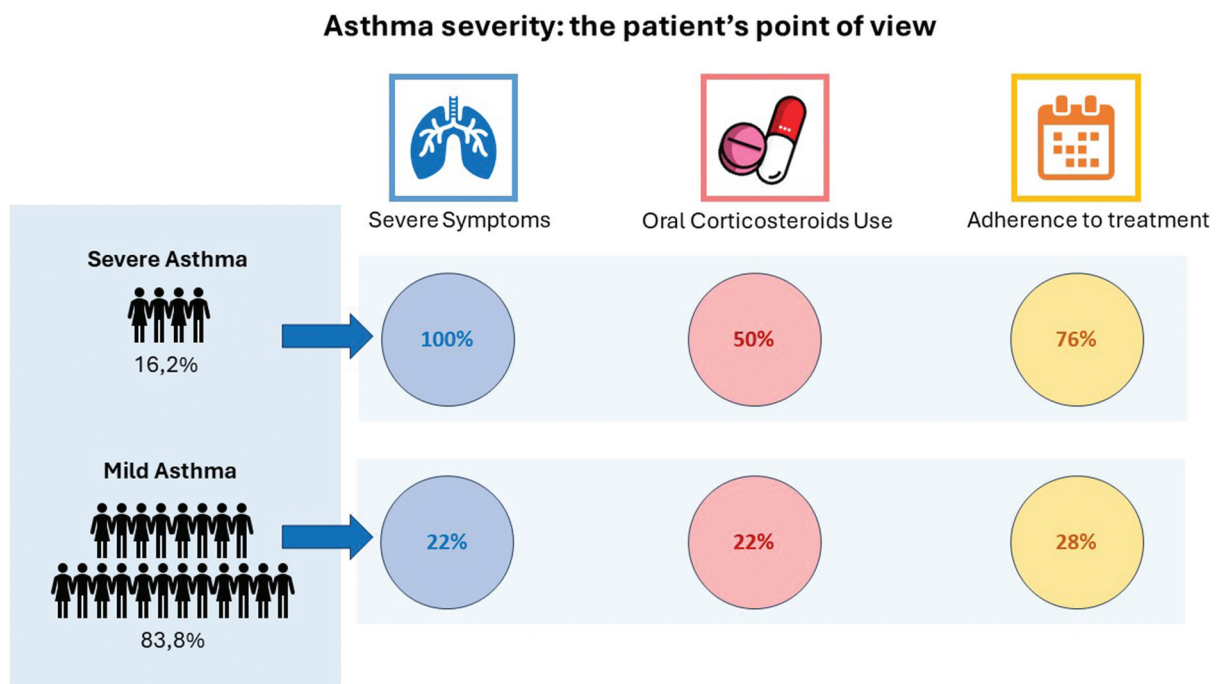 Asthma severity: the patient’s point of view
Severe Symptoms
Oral Corticosteroids Use
Adherence to treatment
Severe Asthma
16,2%
100%
50%
76%
Mild Asthma
83,8%
22%
22%
28%